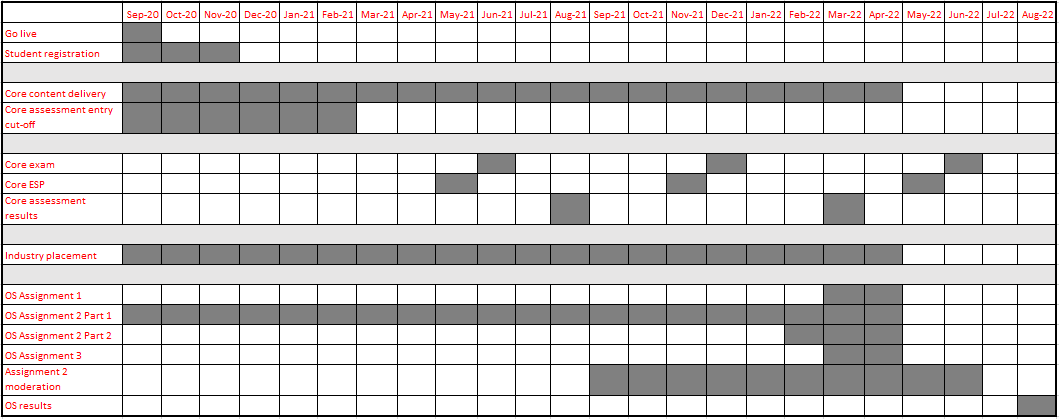 Sep-20 Oct-20 Nov-20 Dec-20 Jan-21 Feb-21 Mar-21 Apr-21 May-21 Jun-21 Jul-21 Aug-21 Sep-21 Oct-21 Nov-21 Dec-21 Jan-22 Feb-22 Mar-22 Apr-22 May-22 Jun-22 Jul-22 Aug-22
Go live
Student registration
Core content delivery
Core assessment entry
cut-off
Core exam
Core ESP
Core assessment
results
Industry placement
OS Assignment 1
OS Assignment 2 Part 1
OS Assignment 2 Part 2
OS Assignment 3
Assignment 2
moderation
OS results